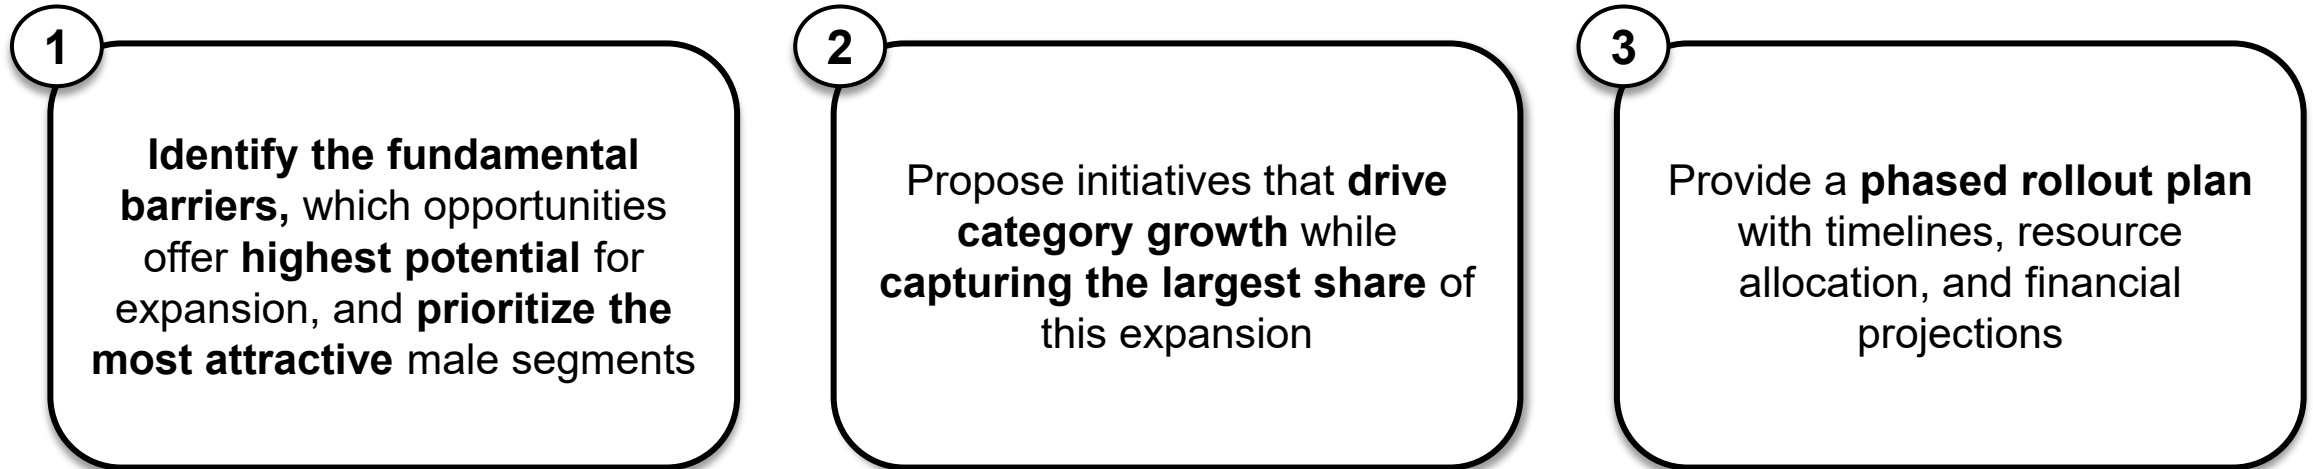 1
Identify the fundamental
barriers, which opportunities
offer highest potential for
expansion, and prioritize the
most attractive male segments
2
Propose initiatives that drive
category growth while
capturing the largest share of
this expansion
3
Provide a phased rollout plan
with timelines, resource
allocation, and financial
projections